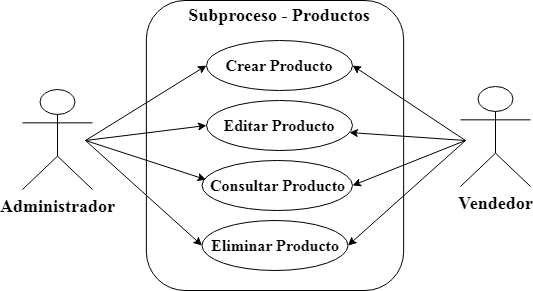 Subproceso - Productos
Crear Producto
Editar Producto
Consultar Producto
Eliminar Producto
Administrador
Vendedor